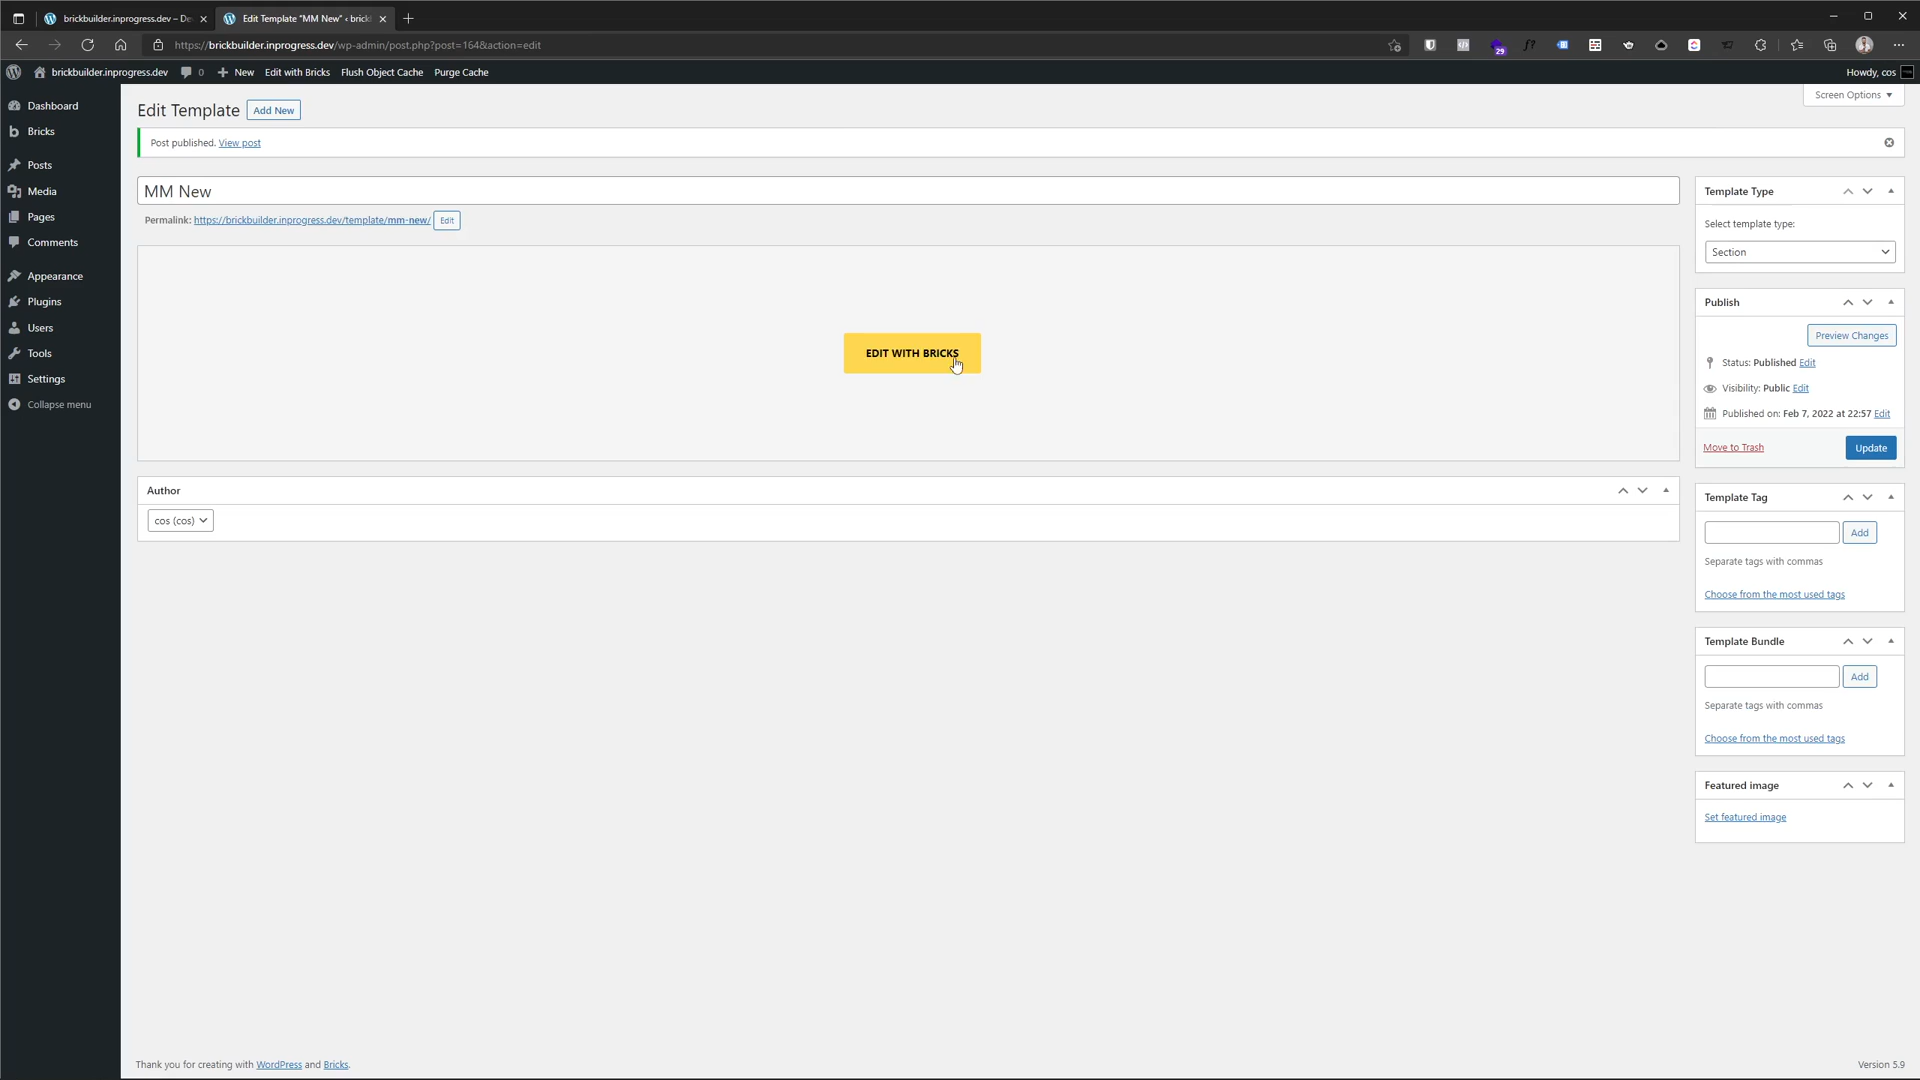 brickbuilder.inprogress.dev – De
Edit Template "MM New" ‹ brick
https://brickbuilder.inprogress.dev/wp-admin/post.php?post=164&action=edit
29
f?
brickbuilder.inprogress.dev
0
New
Edit with Bricks
Flush Object Cache
Purge Cache
Howdy, cos
Dashboard
Bricks
Posts
Media
Pages
Comments
Appearance
Plugins
Users
Tools
Settings
Collapse menu
Screen Options
Edit Template
Add New
Post published. View post
MM New
Permalink: https://brickbuilder.inprogress.dev/template/mm-new/ Edit
EDIT WITH BRICKS
Author
cos (cos)
Template Type
Select template type:
Section
Publish
Preview Changes
Status: Published Edit
Visibility: Public Edit
Published on: Feb 7, 2022 at 22:57 Edit
Move to Trash
Update
Template Tag
Add
Separate tags with commas
Choose from the most used tags
Template Bundle
Add
Separate tags with commas
Choose from the most used tags
Featured image
Set featured image
Thank you for creating with WordPress and Bricks.
Version 5.9